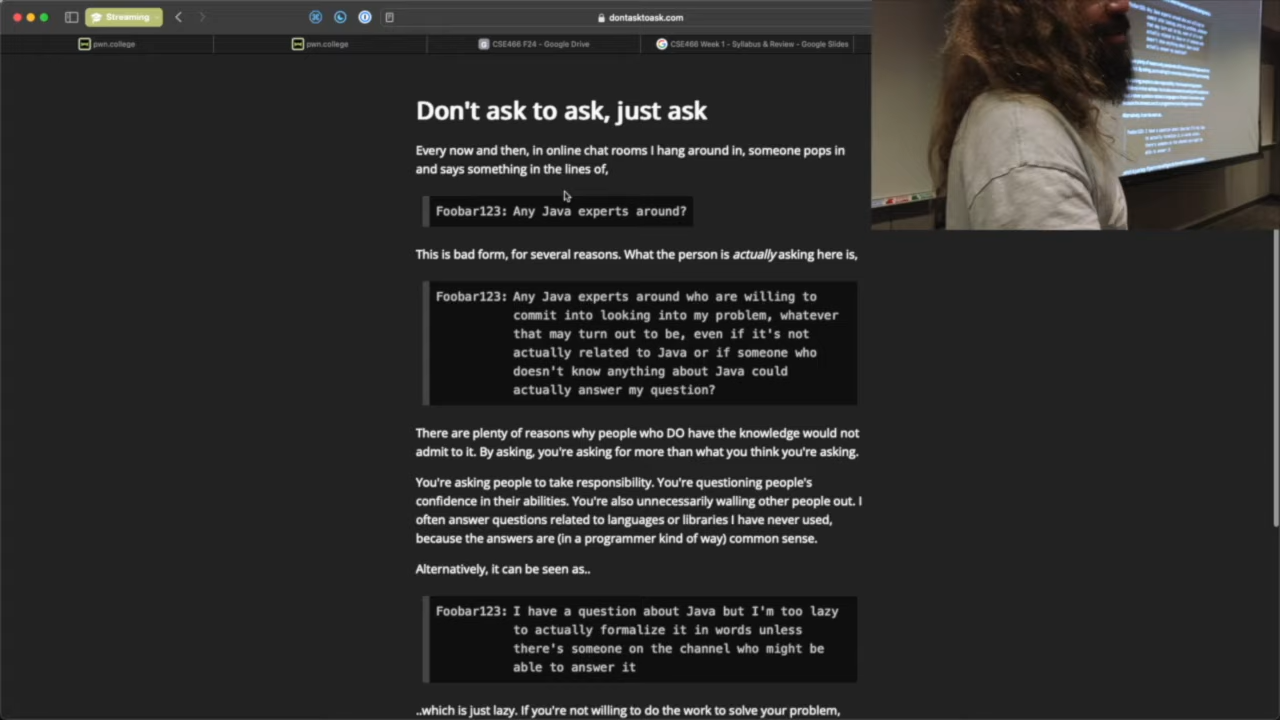 Streaming
dontasktoask.com
pwn.college
pwn.college
CSE466 F24 - Google Drive
CSE466 Week 1 - Syllabus & Review - Google Slides
Don't ask to ask, just ask
Every now and then, in online chat rooms I hang around in, someone pops in
and says something in the lines of,
Foobar123: Any Java experts around?
This is bad form, for several reasons. What the person is actually asking here is,
Foobar123: Any Java experts around who are willing to
commit into looking into my problem, whatever
that may turn out to be, even if it's not
actually related to Java or if someone who
doesn't know anything about Java could
actually answer my question?
There are plenty of reasons why people who DO have the knowledge would not
admit to it. By asking, you're asking for more than what you think you're asking.
You're asking people to take responsibility. You're questioning people's
confidence in their abilities. You're also unnecessarily walling other people out. I
often answer questions related to languages or libraries I have never used,
because the answers are (in a programmer kind of way) common sense.
Alternatively, it can be seen as..
Foobar123: I have a question about Java but I'm too lazy
to actually formalize it in words unless
there's someone on the channel who might be
able to answer it
..which is just lazy. If you're not willing to do the work to solve your problem,